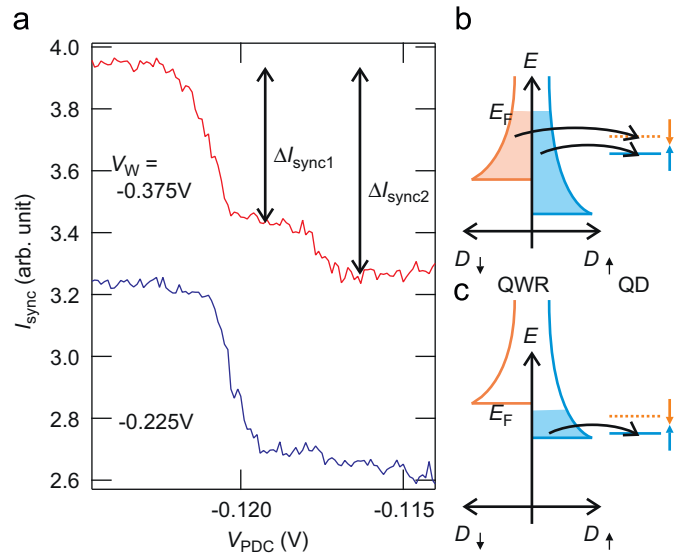 a
4.0
3.8
3.6
3.4
3.2
3.0
2.8
2.6
I_sync (arb. unit)
V_W =
-0.375V
ΔI_sync1
ΔI_sync2
-0.225V
-0.120
-0.115
V_PDC (V)
b
E
E_F
D↓
D↑
QWR
QD
c
E
E_F
D↓
D↑